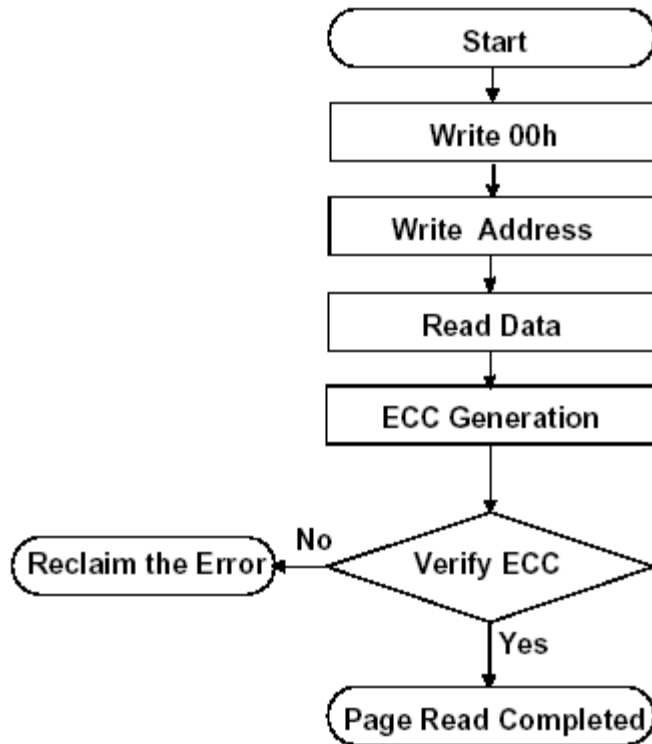 Start
Write 00h
Write Address
Read Data
ECC Generation
No
Reclaim the Error
Verify ECC
Yes
Page Read Completed